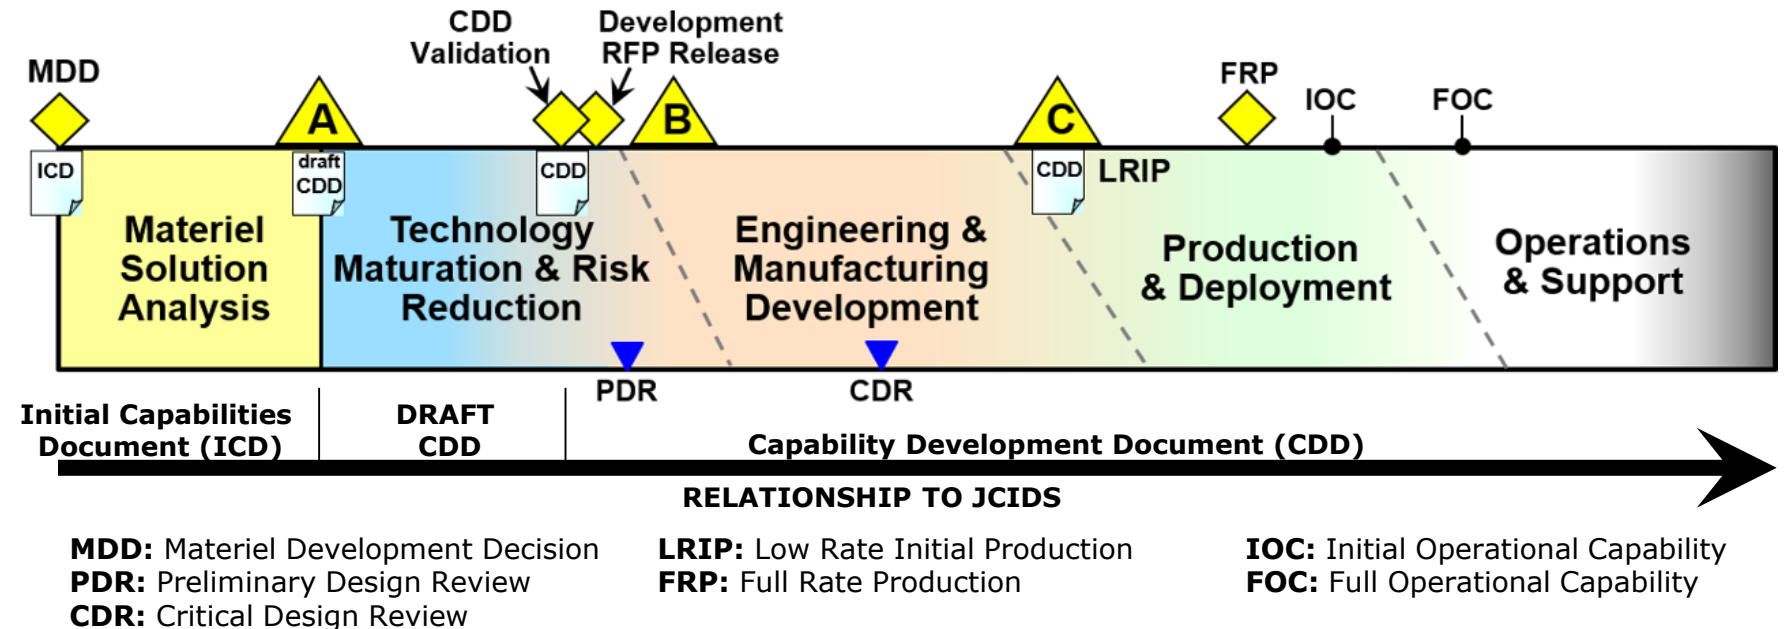 CDD
Validation
Development
RFP Release
MDD
A
B
C
FRP
IOC
FOC
ICD
draft
CDD
CDD
CDD
LRIP
Materiel
Solution
Analysis
Technology
Maturation & Risk
Reduction
Engineering &
Manufacturing
Development
Production
& Deployment
Operations
& Support
PDR
CDR
Initial Capabilities
Document (ICD)
DRAFT
CDD
Capability Development Document (CDD)
RELATIONSHIP TO JCIDS
MDD: Materiel Development Decision
PDR: Preliminary Design Review
CDR: Critical Design Review
LRIP: Low Rate Initial Production
FRP: Full Rate Production
IOC: Initial Operational Capability
FOC: Full Operational Capability